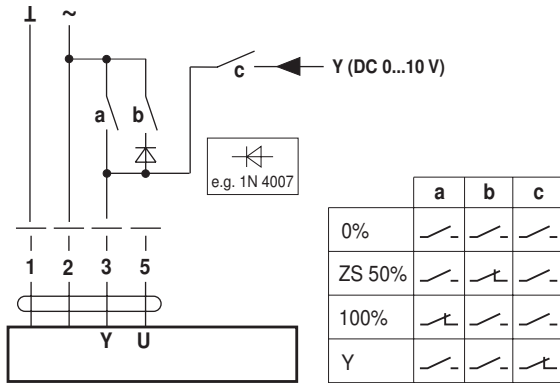 ⊥ ~
c Y (DC 0...10 V)
a b
e.g. 1N 4007
1 2 3 5
Y U
a b c
0%
ZS 50%
100%
Y